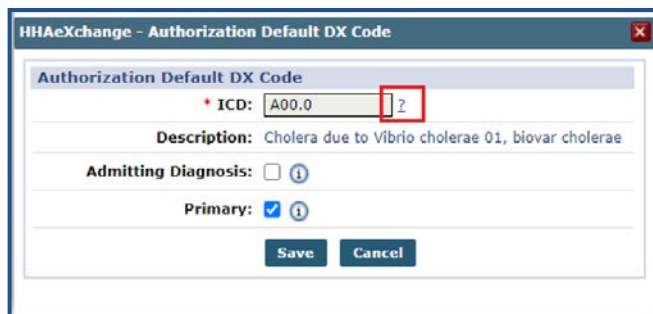 HHAeXchange - Authorization Default DX Code
Authorization Default DX Code
* ICD: A00.0 ?
Description: Cholera due to Vibrio cholerae 01, biovar cholerae
Admitting Diagnosis:
Primary:
Save Cancel